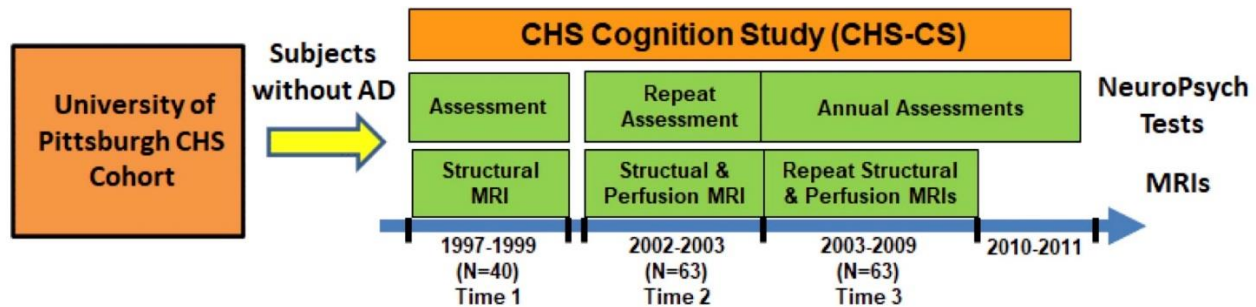 CHS Cognition Study (CHS-CS)
University of
Pittsburgh CHS
Cohort
Subjects
without AD
Assessment
Repeat
Assessment
Annual Assessments
NeuroPsych
Tests
Structural
MRI
Structual &
Perfusion MRI
Repeat Structural
& Perfusion MRIs
MRIs
1997-1999
(N=40)
Time 1
2002-2003
(N=63)
Time 2
2003-2009
(N=63)
Time 3
2010-2011